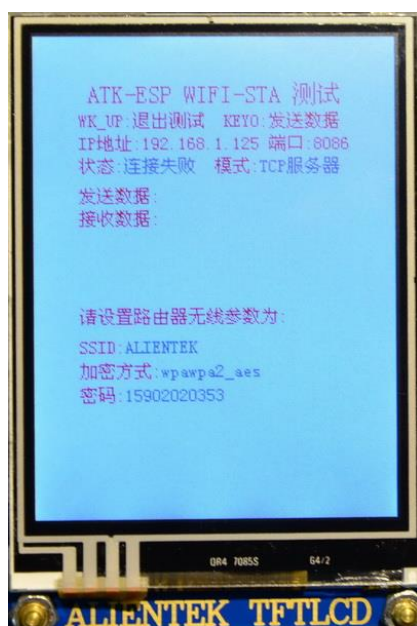 ATK-ESP WIFI-STA 测试
WK_UP:退出测试 KEY0:发送数据
IP地址:192.168.1.125 端口:8086
状态:连接失败 模式:TCP服务器
发送数据:
接收数据:
请设置路由器无线参数为:
SSID:ALIENTEK
加密方式:wpawpa2_aes
密码:15902020353
QR4 7085S G4/2
ALIENTEK TFTLCD